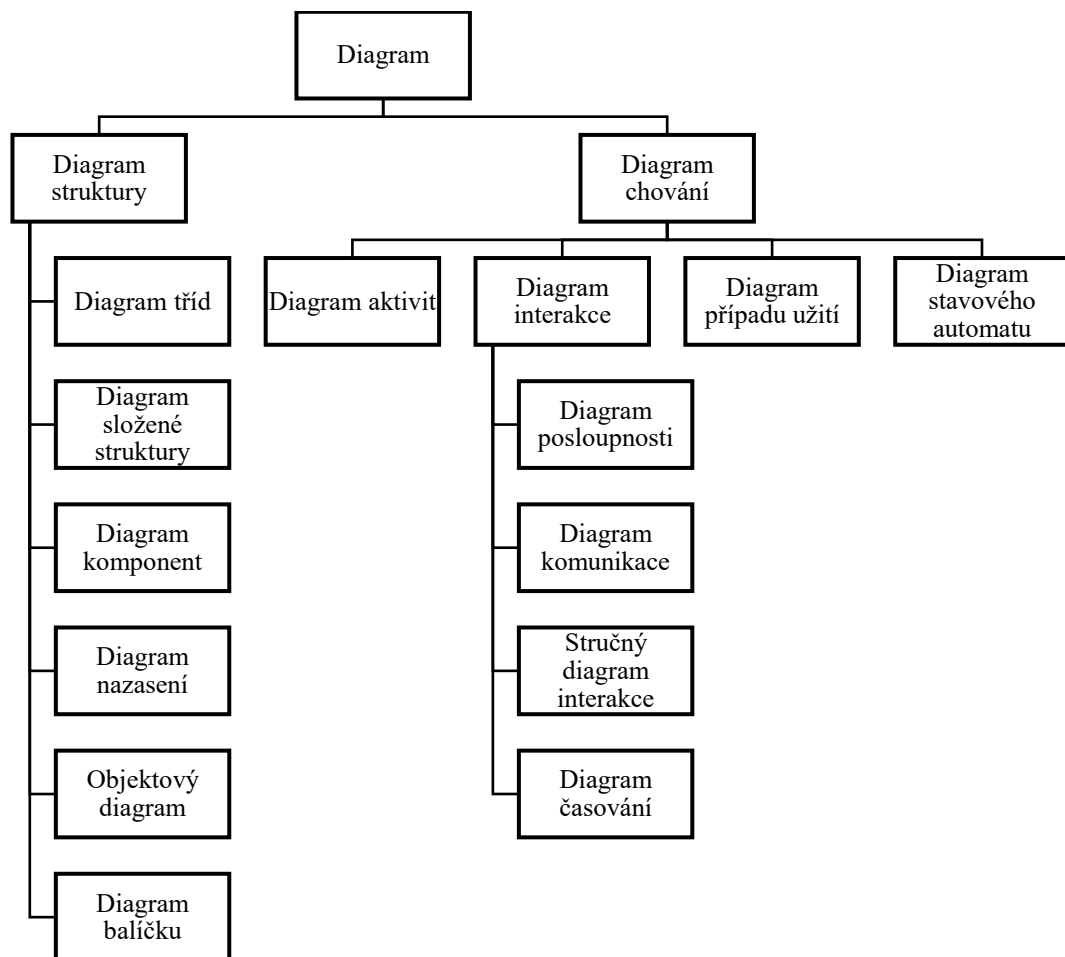 Diagram
Diagram
struktury
Diagram
chování
Diagram tříd
Diagram aktivit
Diagram
interakce
Diagram
případu užití
Diagram
stavového
automatu
Diagram
složené
struktury
Diagram
posloupnosti
Diagram
komponent
Diagram
komunikace
Diagram
nazasení
Stručný
diagram
interakce
Objektový
diagram
Diagram
časování
Diagram
balíčku